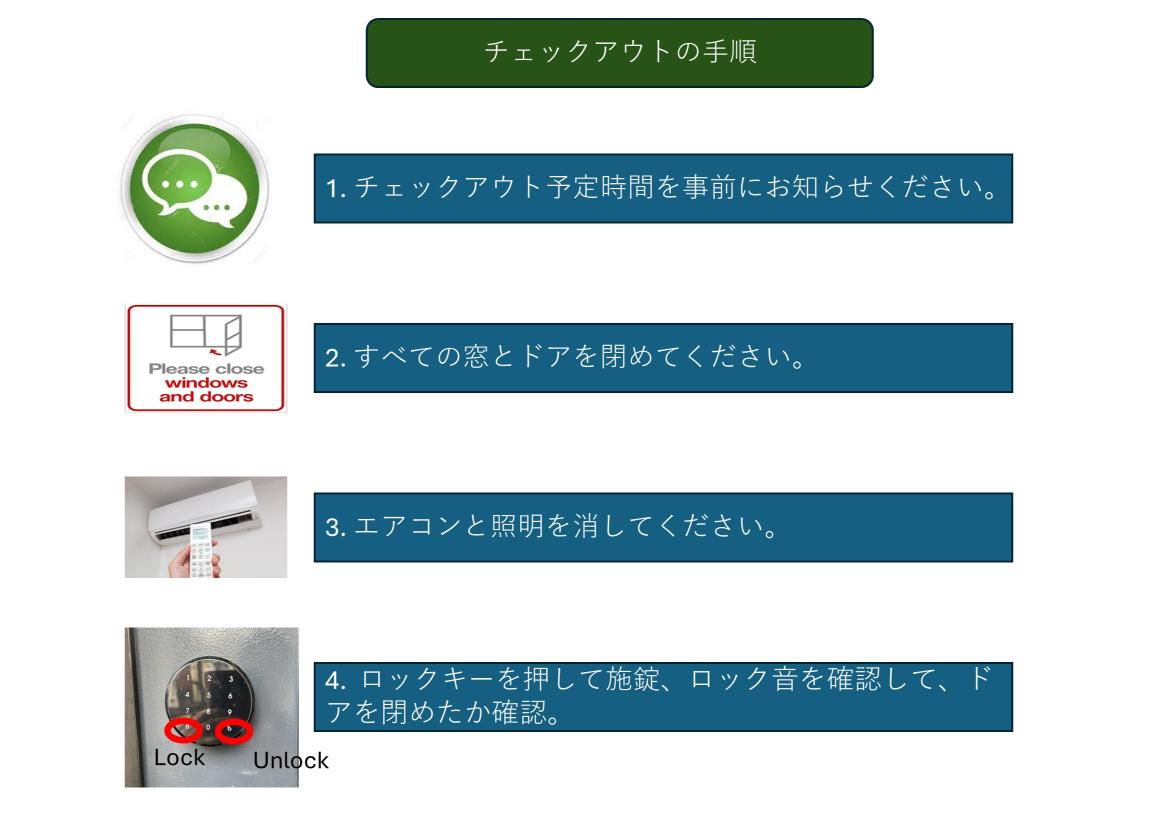 チェックアウトの手順
1. チェックアウト予定時間を事前にお知らせください。
Please close
windows
and doors
2. すべての窓とドアを閉めてください。
3. エアコンと照明を消してください。
1 2 3
4 5 6
7 8 9
0
Lock
Unlock
4. ロックキーを押して施錠、ロック音を確認して、ド
アを閉めたか確認。